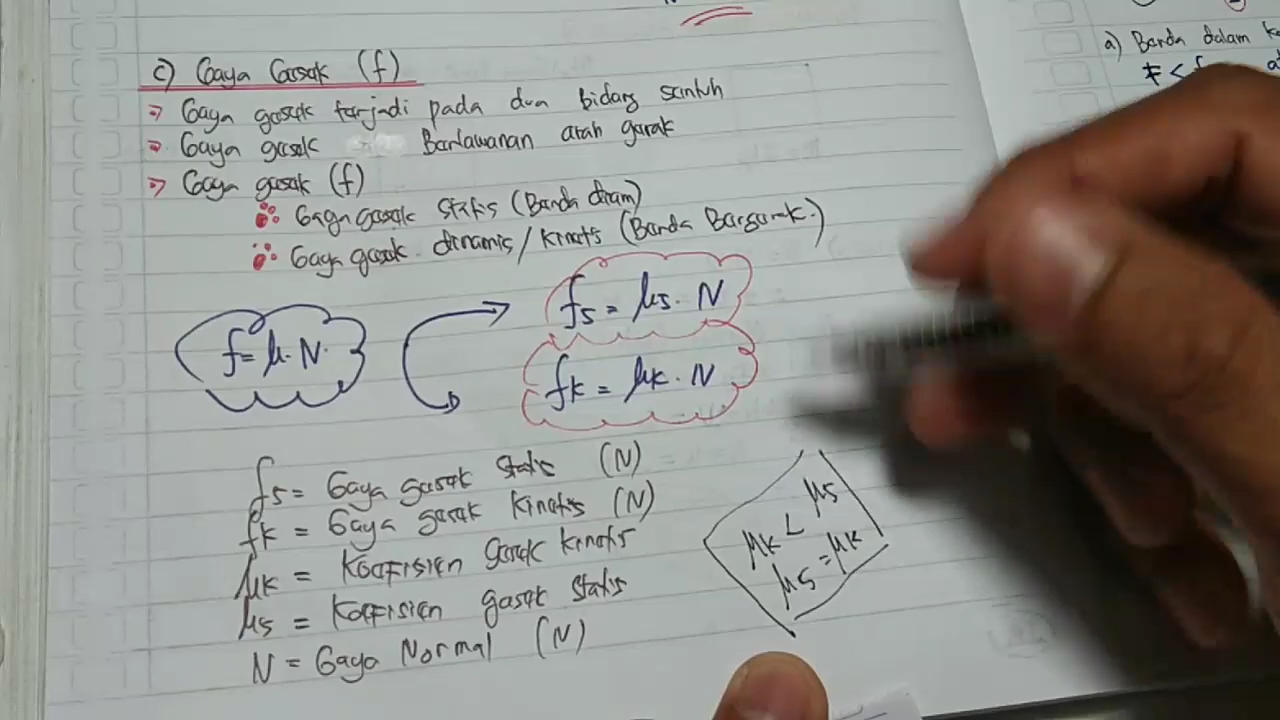 c) Gaya Gesek (f)
⇒ Gaya gesek terjadi pada dua bidang sentuh
⇒ Gaya gesek Berlawanan arah gerak
⇒ Gaya gesek (f)
Gaya gesek statis (Benda diam)
Gaya gesek dinamis/kinetis (Benda Bergerak.)
f = μ. N.
fs = μs. N
fk = μk. N
fs = Gaya gesek statis (N)
fk = Gaya gesek kinetis (N)
μk = koefisien gesek kinetis
μs = koefisien gesek statis
N = Gaya Normal (N)
μk < μs
μs = μk
a) Benda dalam
F < f